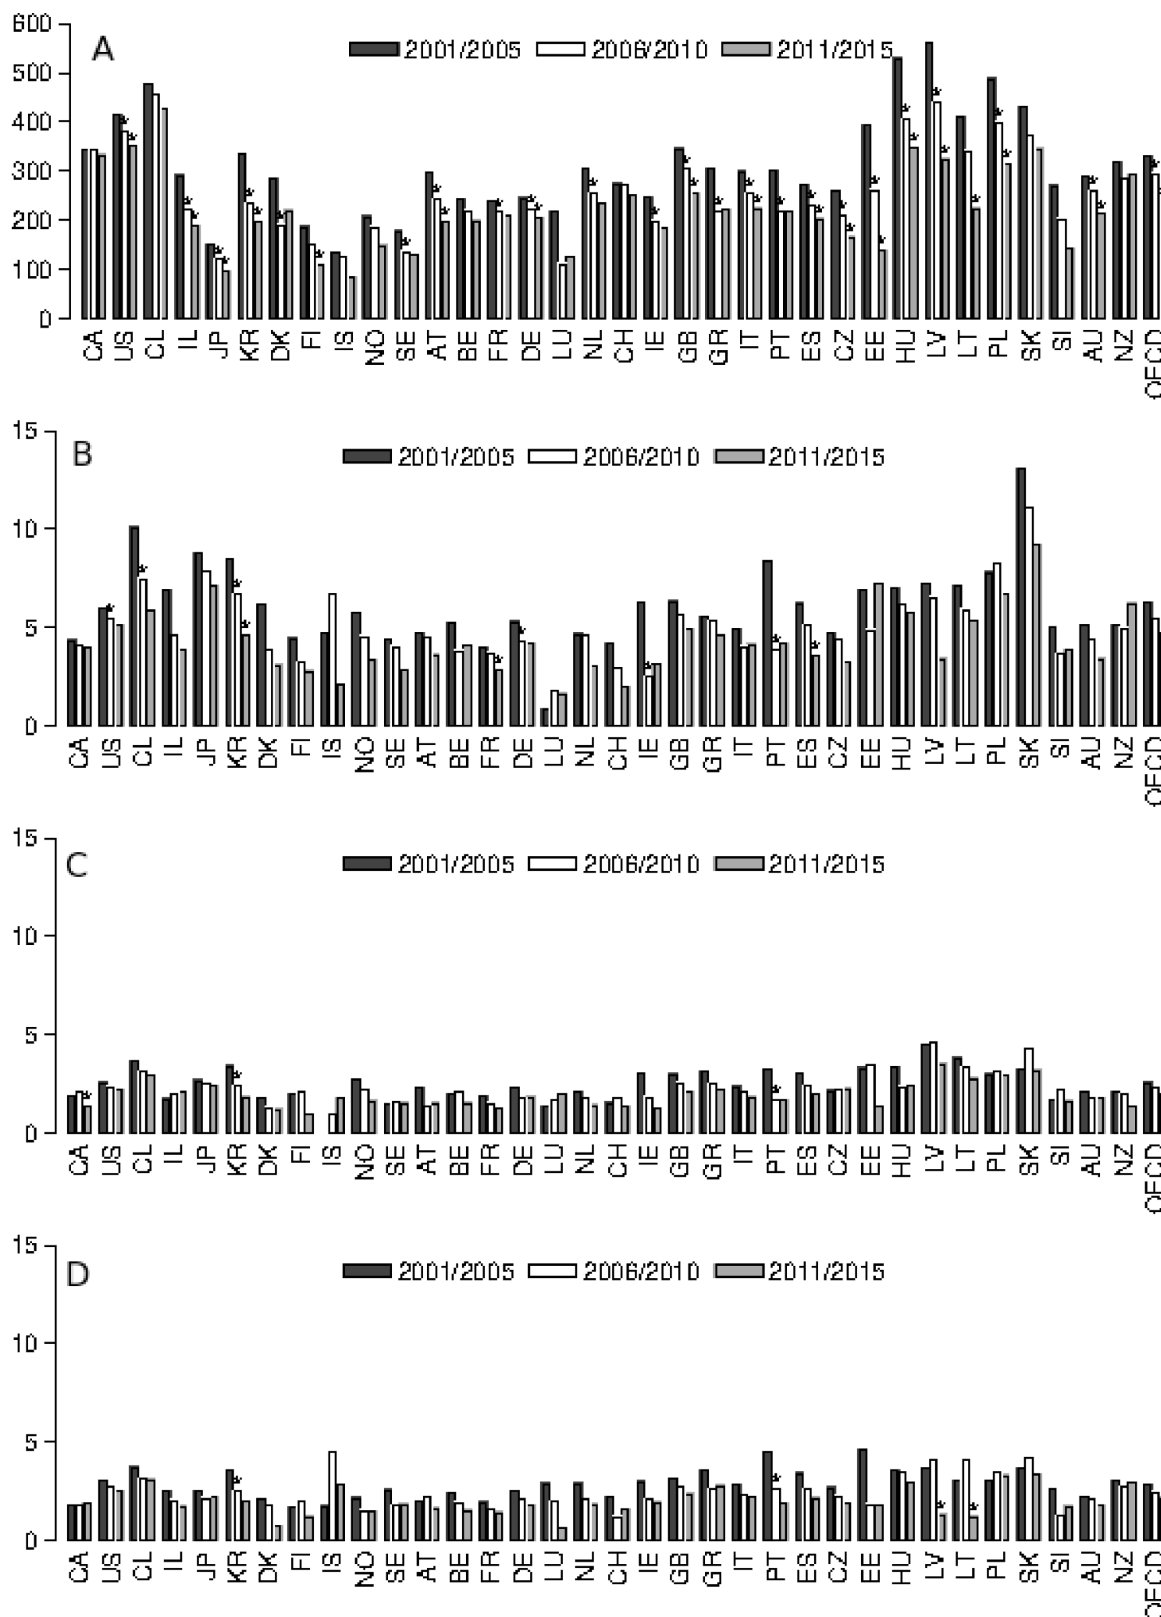 600
A
2001/2005 2006/2010 2011/2015
500
400
300
200
100
0
CA US CL IL JP KR DK FI IS NO SE AT BE FR DE LU NL CH IE GB GR IT PT ES CZ EE HU LV LT PL SK SI AU NZ OECD
15
B
2001/2005 2006/2010 2011/2015
10
5
0
CA US CL IL JP KR DK FI IS NO SE AT BE FR DE LU NL CH IE GB GR IT PT ES CZ EE HU LV LT PL SK SI AU NZ OECD
15
C
2001/2005 2006/2010 2011/2015
10
5
0
CA US CL IL JP KR DK FI IS NO SE AT BE FR DE LU NL CH IE GB GR IT PT ES CZ EE HU LV LT PL SK SI AU NZ OECD
15
D
2001/2005 2006/2010 2011/2015
10
5
0
CA US CL IL JP KR DK FI IS NO SE AT BE FR DE LU NL CH IE GB GR IT PT ES CZ EE HU LV LT PL SK SI AU NZ OECD